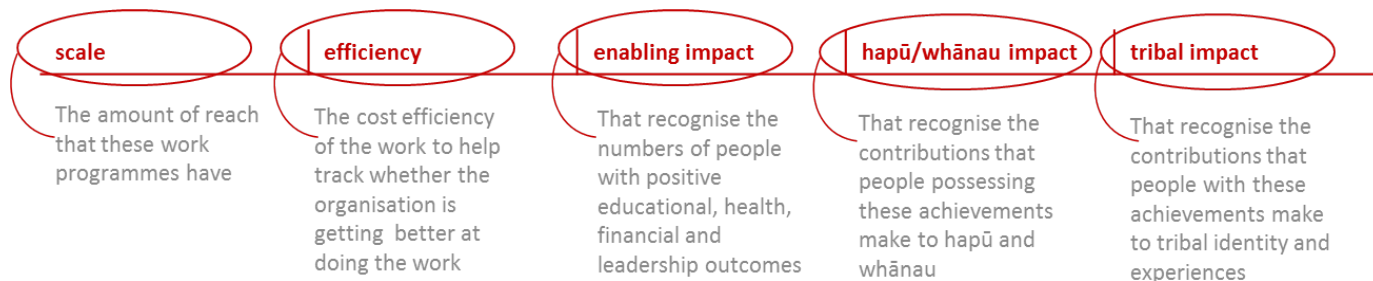 scale
The amount of reach
that these work
programmes have
efficiency
The cost efficiency
of the work to help
track whether the
organisation is
getting better at
doing the work
enabling impact
That recognise the
numbers of people
with positive
educational, health,
financial and
leadership outcomes
hapū/whānau impact
That recognise the
contributions that
people possessing
these achievements
make to hapū and
whānau
tribal impact
That recognise the
contributions that
people with these
achievements make
to tribal identity and
experiences